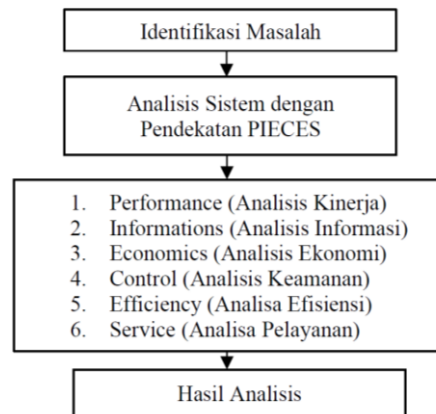 Identifikasi Masalah
Analisis Sistem dengan
Pendekatan PIECES
1. Performance (Analisis Kinerja)
2. Informations (Analisis Informasi)
3. Economics (Analisis Ekonomi)
4. Control (Analisis Keamanan)
5. Efficiency (Analisa Efisiensi)
6. Service (Analisa Pelayanan)
Hasil Analisis